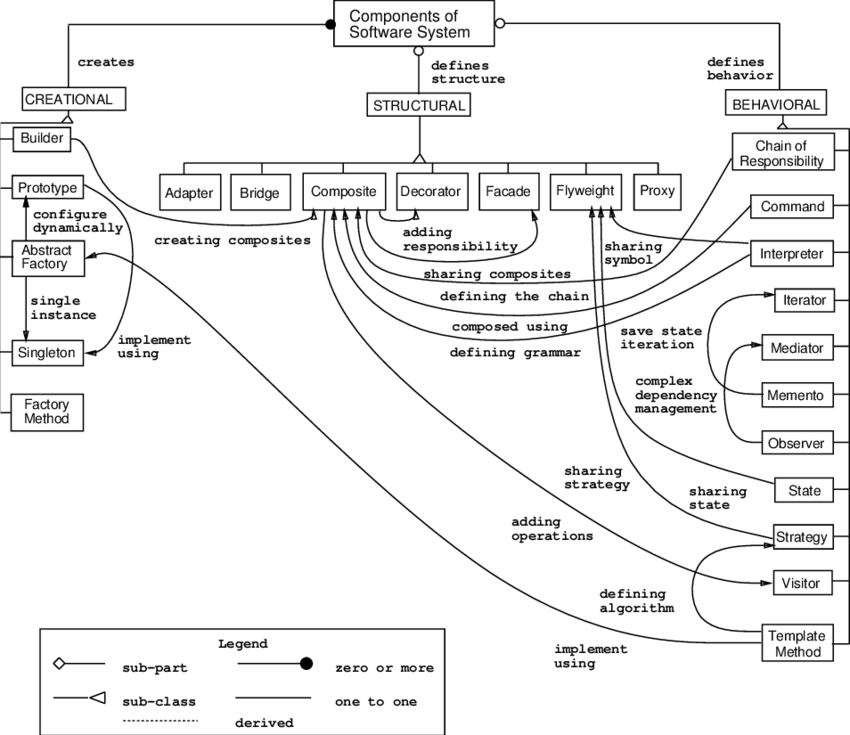 Components of
Software System
creates
defines
structure
defines
behavior
CREATIONAL
STRUCTURAL
BEHAVIORAL
Builder
Prototype
configure
dynamically
Abstract
Factory
single
instance
Singleton
implement
using
Factory
Method
Adapter
Bridge
Composite
Decorator
Facade
Flyweight
Proxy
creating composites
adding
responsibility
sharing composites
defining the chain
composed using
defining grammar
sharing
symbol
Chain of
Responsibility
Command
Interpreter
Iterator
save state
iteration
Mediator
complex
dependency
management
Memento
Observer
sharing
strategy
sharing
state
State
adding
operations
Strategy
Visitor
defining
algorithm
Template
Method
implement
using
Legend
sub-part
zero or more
sub-class
one to one
derived